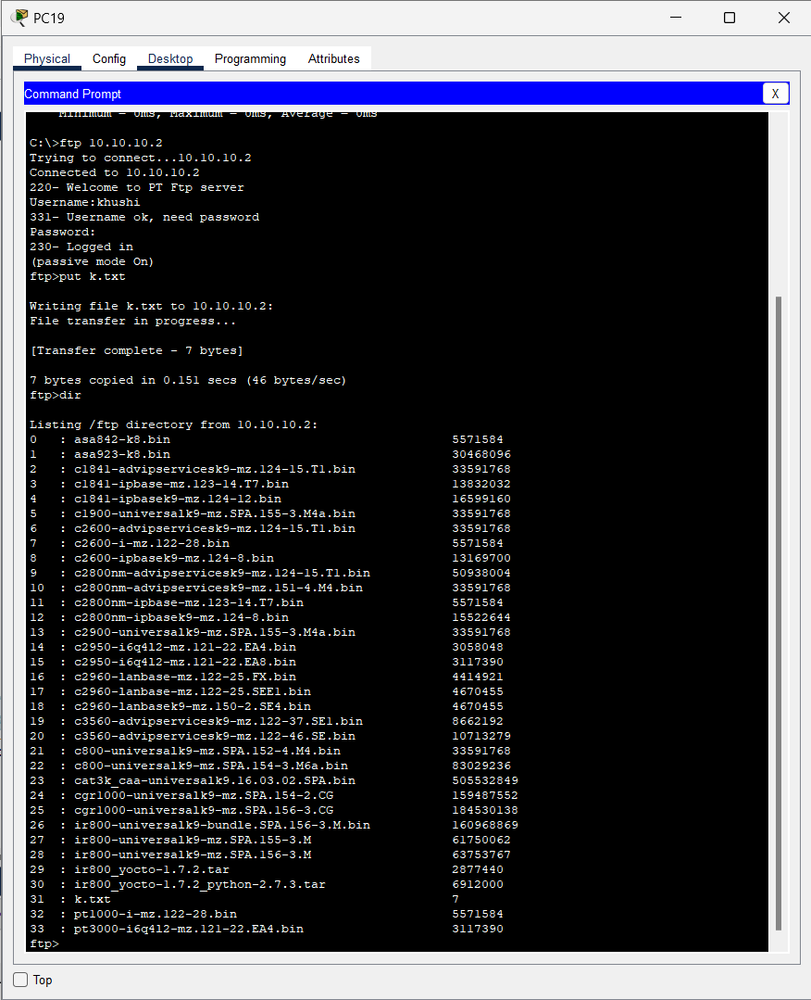 PC19
Physical Config Desktop Programming Attributes
Command Prompt X
Minimum = 0ms, Maximum = 0ms, Average = 0ms
C:\>ftp 10.10.10.2
Trying to connect...10.10.10.2
Connected to 10.10.10.2
220- Welcome to PT Ftp server
Username:khushi
331- Username ok, need password
Password:
230- Logged in
(passive mode On)
ftp>put k.txt
Writing file k.txt to 10.10.10.2:
File transfer in progress...
[Transfer complete - 7 bytes]
7 bytes copied in 0.151 secs (46 bytes/sec)
ftp>dir
Listing /ftp directory from 10.10.10.2:
0 : asa842-k8.bin 5571584
1 : asa923-k8.bin 30468096
2 : c1841-advipservicesk9-mz.124-15.T1.bin 33591768
3 : c1841-ipbase-mz.123-14.T7.bin 13832032
4 : c1841-ipbasek9-mz.124-12.bin 16599160
5 : c1900-universalk9-mz.SPA.155-3.M4a.bin 33591768
6 : c2600-advipservicesk9-mz.124-15.T1.bin 33591768
7 : c2600-i-mz.122-28.bin 5571584
8 : c2600-ipbasek9-mz.124-8.bin 13169700
9 : c2800nm-advipservicesk9-mz.124-15.T1.bin 50938004
10 : c2800nm-advipservicesk9-mz.151-4.M4.bin 33591768
11 : c2800nm-ipbase-mz.123-14.T7.bin 5571584
12 : c2800nm-ipbasek9-mz.124-8.bin 15522644
13 : c2900-universalk9-mz.SPA.155-3.M4a.bin 33591768
14 : c2950-i6q4l2-mz.121-22.EA4.bin 3058048
15 : c2950-i6q4l2-mz.121-22.EA8.bin 3117390
16 : c2960-lanbase-mz.122-25.FX.bin 4414921
17 : c2960-lanbase-mz.122-25.SEE1.bin 4670455
18 : c2960-lanbasek9-mz.150-2.SE4.bin 4670455
19 : c3560-advipservicesk9-mz.122-37.SE1.bin 8662192
20 : c3560-advipservicesk9-mz.122-46.SE.bin 10713279
21 : c800-universalk9-mz.SPA.152-4.M4.bin 33591768
22 : c800-universalk9-mz.SPA.154-3.M6a.bin 83029236
23 : cat3k_caa-universalk9.16.03.02.SPA.bin 505532849
24 : cgr1000-universalk9-mz.SPA.154-2.CG 159487552
25 : cgr1000-universalk9-mz.SPA.156-3.CG 184530138
26 : ir800-universalk9-bundle.SPA.156-3.M.bin 160968869
27 : ir800-universalk9-mz.SPA.155-3.M 61750062
28 : ir800-universalk9-mz.SPA.156-3.M 63753767
29 : ir800_yocto-1.7.2.tar 2877440
30 : ir800_yocto-1.7.2_python-2.7.3.tar 6912000
31 : k.txt 7
32 : pt1000-i-mz.122-28.bin 5571584
33 : pt3000-i6q4l2-mz.121-22.EA4.bin 3117390
ftp>
Top